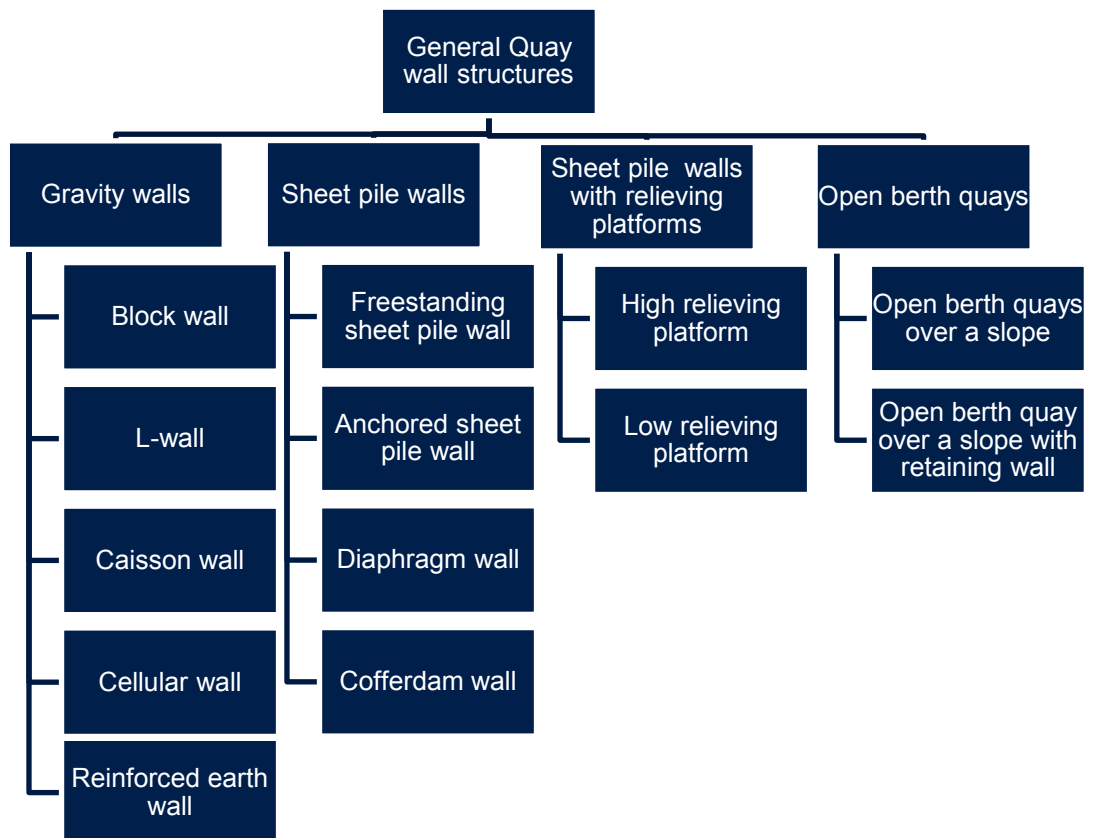 General Quay
wall structures
Gravity walls
Block wall
L-wall
Caisson wall
Cellular wall
Reinforced earth
wall
Sheet pile walls
Freestanding
sheet pile wall
Anchored sheet
pile wall
Diaphragm wall
Cofferdam wall
Sheet pile walls
with relieving
platforms
High relieving
platform
Low relieving
platform
Open berth quays
Open berth quays
over a slope
Open berth quay
over a slope with
retaining wall